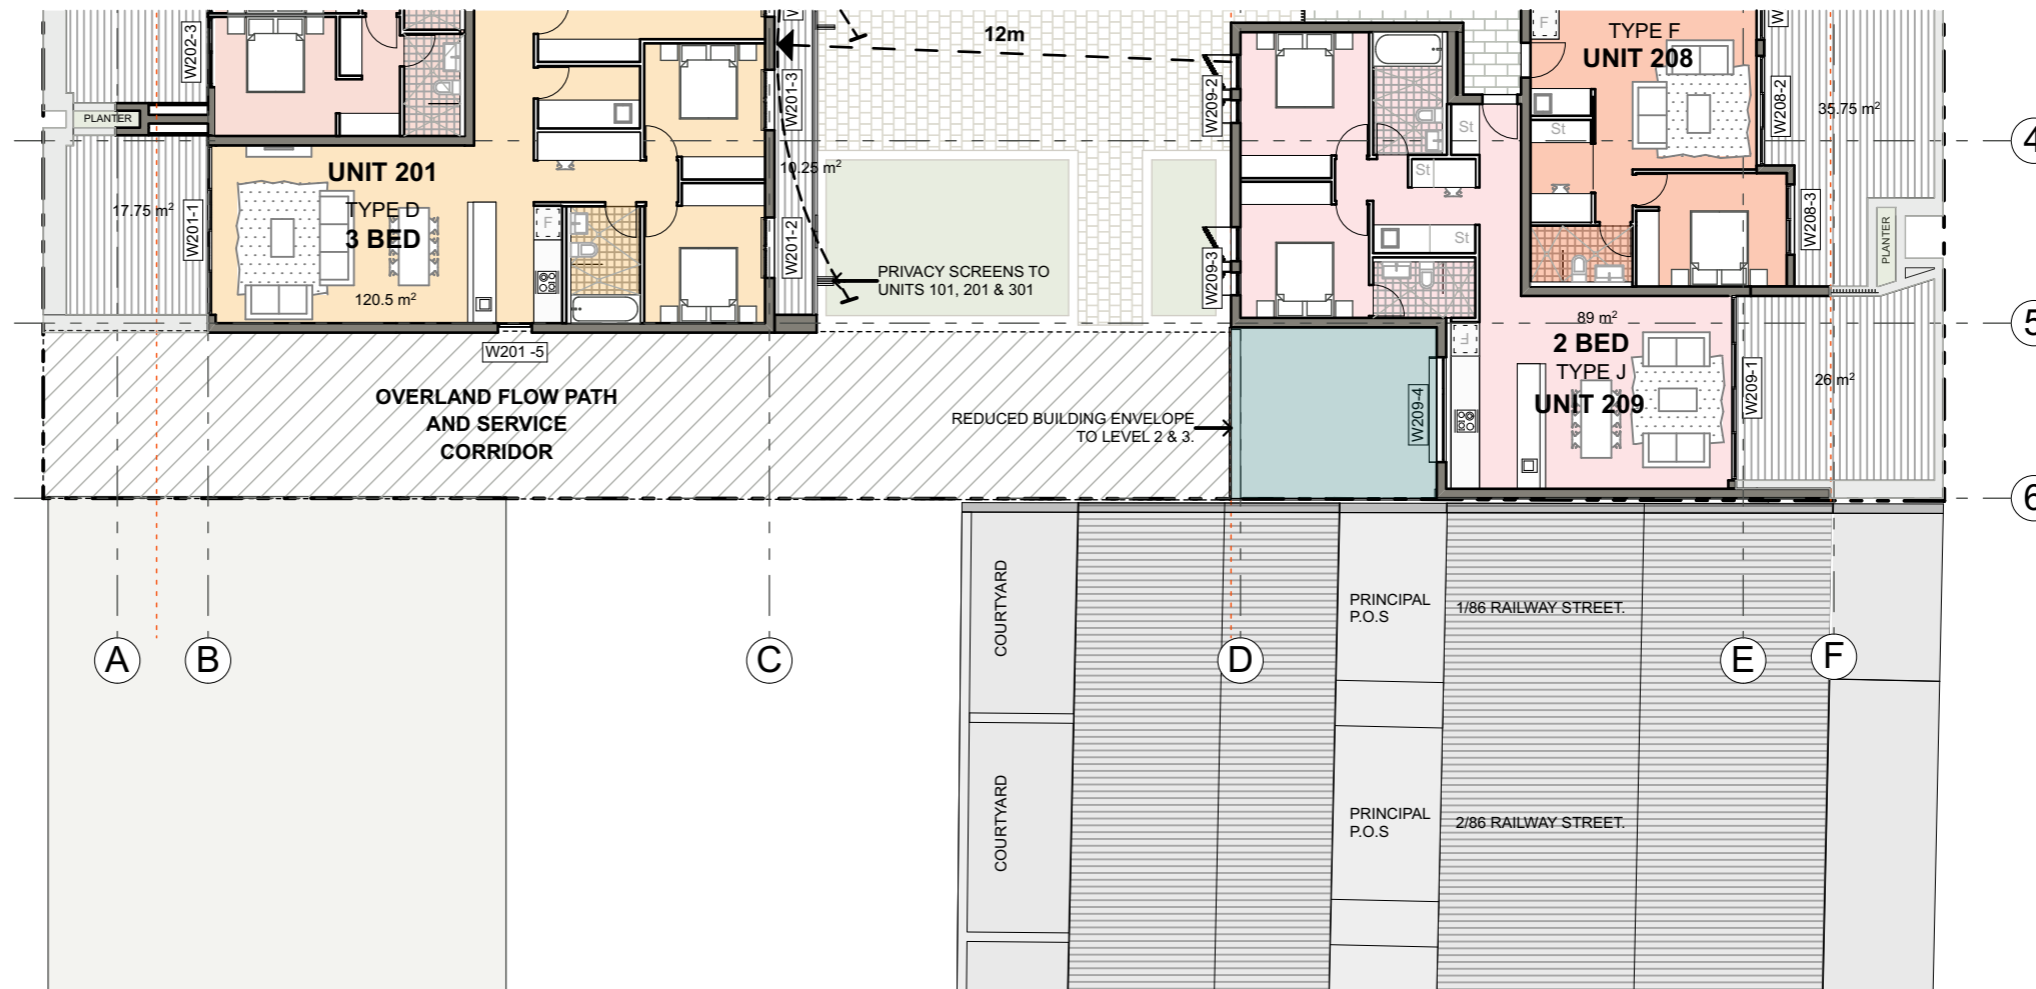 W202-3
PLANTER
17.75 m²
W201-1
UNIT 201
TYPE D
3 BED
120.5 m²
F
W201 -5
12m
W201-3
10.25 m²
W201-2
PRIVACY SCREENS TO
UNITS 101, 201 & 301
W209-2
W209-3
St
St
St
F
TYPE F
UNIT 208
St
W208-2
35.75 m²
W208-3
PLANTER
4
5
6
OVERLAND FLOW PATH
AND SERVICE
CORRIDOR
REDUCED BUILDING ENVELOPE
TO LEVEL 2 & 3.
W209-4
F
89 m²
2 BED
TYPE J
UNIT 209
W209-1
26 m²
A
B
C
D
E
F
COURTYARD
PRINCIPAL
P.O.S
1/86 RAILWAY STREET.
COURTYARD
PRINCIPAL
P.O.S
2/86 RAILWAY STREET.